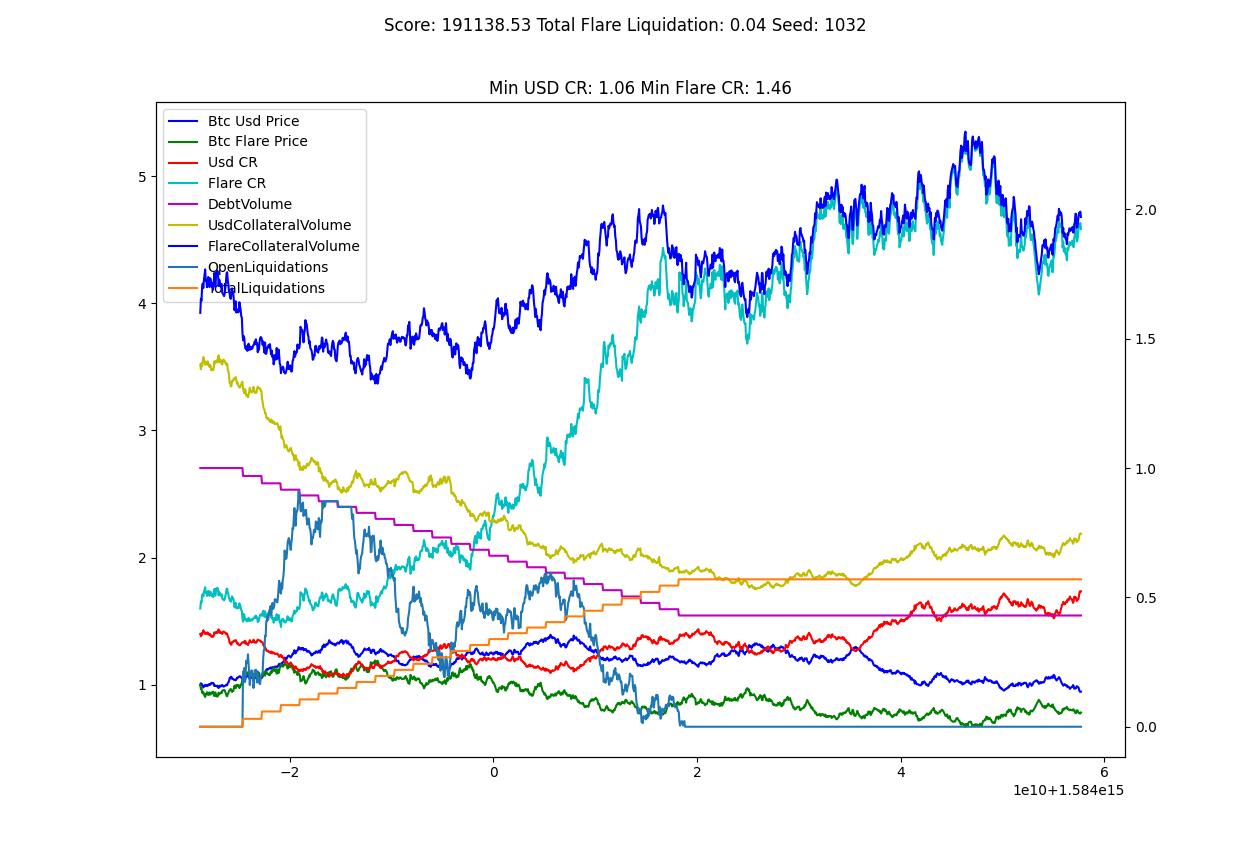 Score: 191138.53 Total Flare Liquidation: 0.04 Seed: 1032
Min USD CR: 1.06 Min Flare CR: 1.46
Btc Usd Price
Btc Flare Price
Usd CR
Flare CR
DebtVolume
UsdCollateralVolume
FlareCollateralVolume
OpenLiquidations
TotalLiquidations
5
4
3
2
1
2.0
1.5
1.0
0.5
0.0
−2
0
2
4
6
1e10+1.584e15